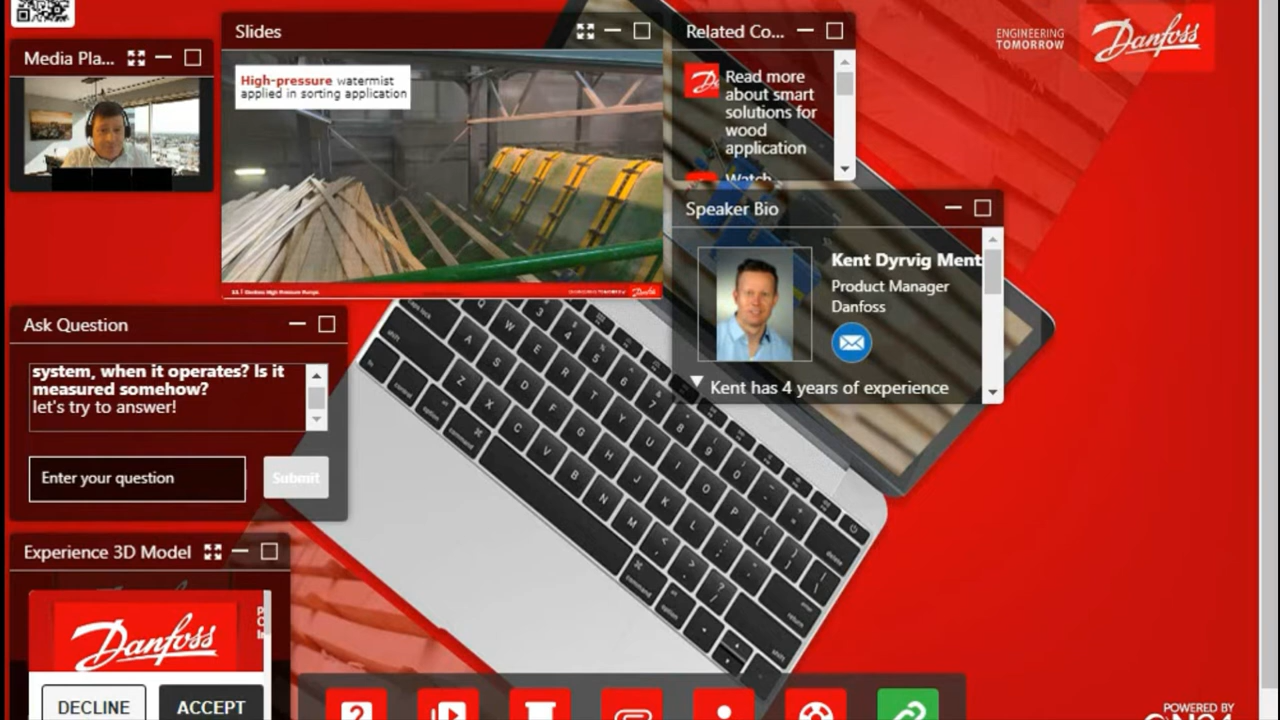 Media Pla...
Slides
High-pressure watermist
applied in sorting application
Danfoss
Related Co...
Read more
about smart
solutions for
wood
application
Watch
ENGINEERING
TOMORROW
Danfoss
Speaker Bio
Kent Dyrvig Ment
Product Manager
Danfoss
Kent has 4 years of experience
Ask Question
system, when it operates? Is it
measured somehow?
let's try to answer!
Enter your question
Submit
Experience 3D Model
Danfoss
DECLINE
ACCEPT
POWERED BY